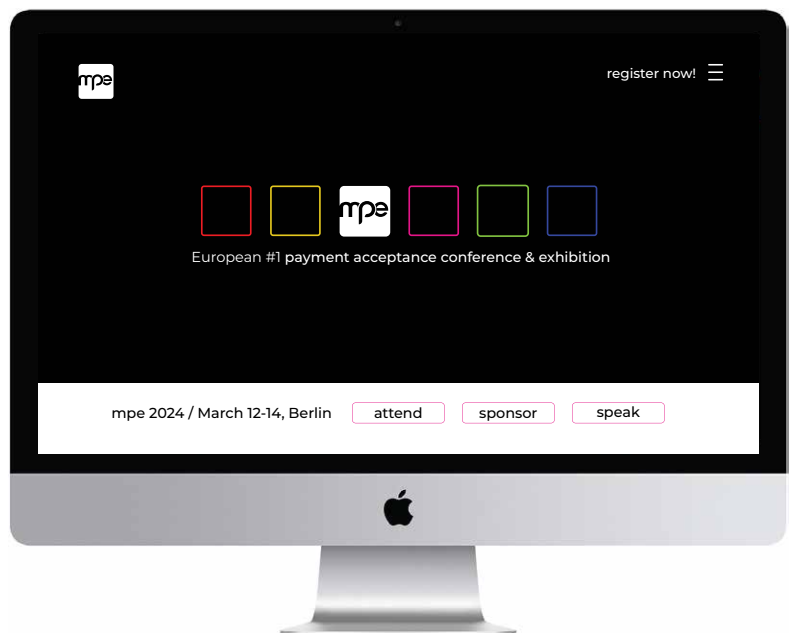 mpe
register now!
mpe
European #1 payment acceptance conference & exhibition
mpe 2024 / March 12-14, Berlin
attend
sponsor
speak